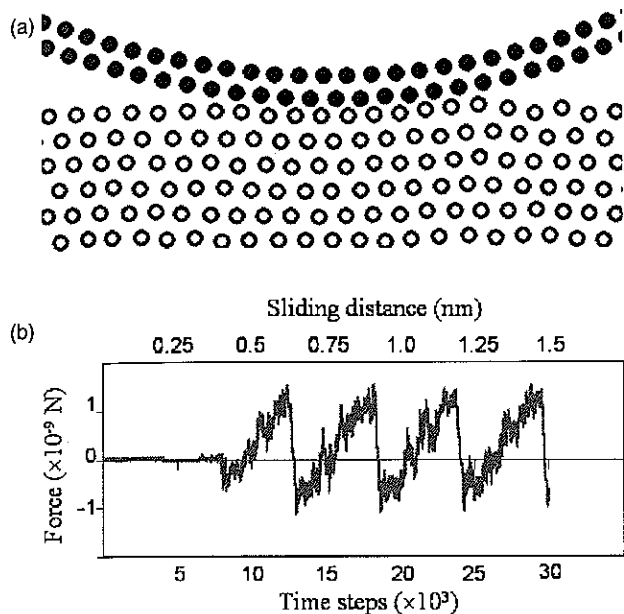 (a)
Sliding distance (nm)
(b)
0.25 0.5 0.75 1.0 1.25 1.5
Force (×10⁻⁹ N)
1
0
-1
5 10 15 20 25 30
Time steps (×10³)